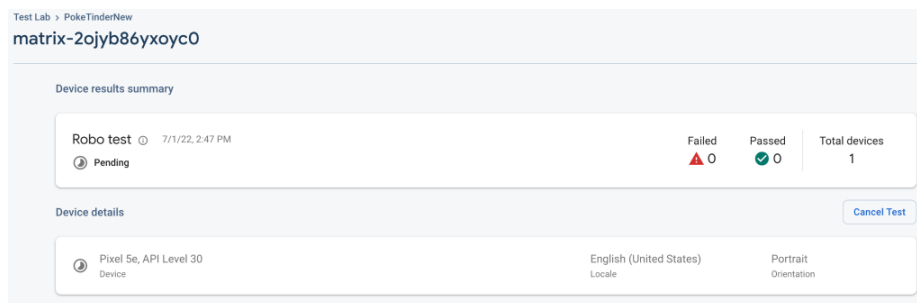 Test Lab > PokeTinderNew
matrix-2ojyb86yxoyc0
Device results summary
Robo test 7/1/22, 2:47 PM
Pending
Failed Passed Total devices
0 0 1
Device details Cancel Test
Pixel 5e, API Level 30 English (United States) Portrait
Device Locale Orientation